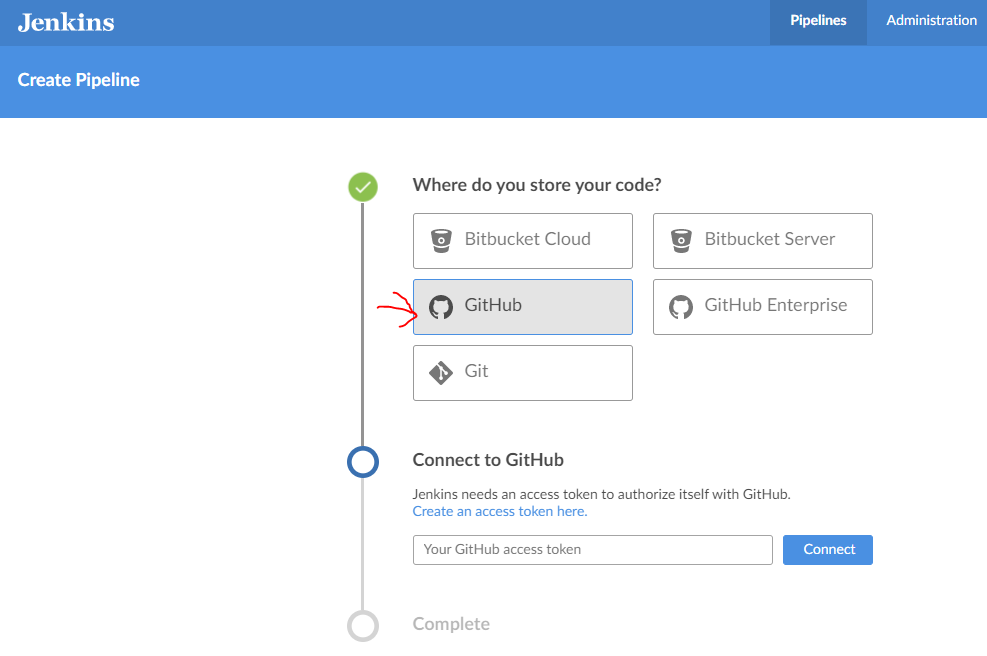 Jenkins
Pipelines
Administration
Create Pipeline
Where do you store your code?
Bitbucket Cloud
Bitbucket Server
GitHub
GitHub Enterprise
Git
Connect to GitHub
Jenkins needs an access token to authorize itself with GitHub.
Create an access token here.
Your GitHub access token
Connect
Complete